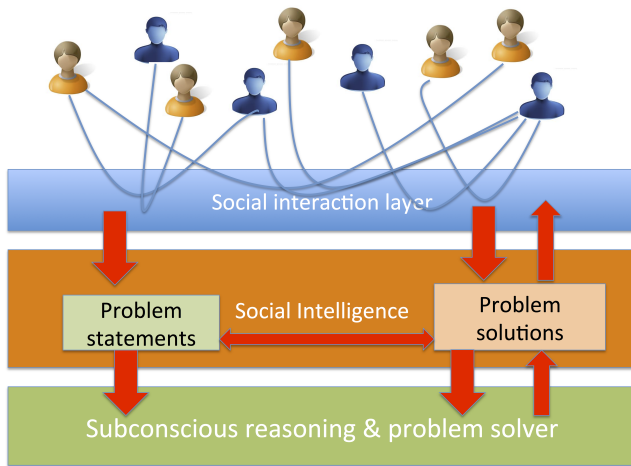 Social interaction layer
Problem
statements
Social Intelligence
Problem
solutions
Subconscious reasoning & problem solver